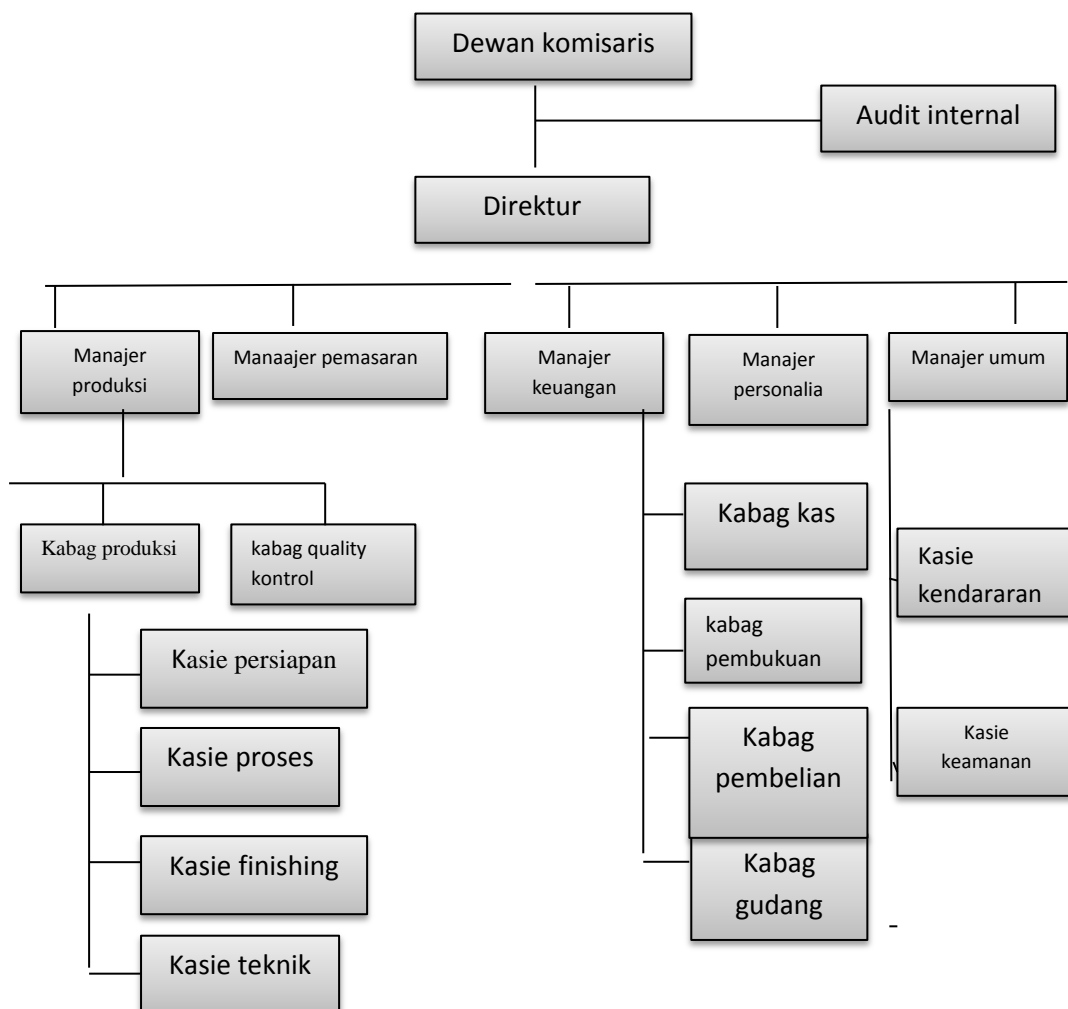 Dewan komisaris
Audit internal
Direktur
Manajer
produksi
Manaajer pemasaran
Manajer
keuangan
Manajer
personalia
Manajer umum
Kabag produksi
kabag quality
kontrol
Kabag kas
Kasie
kendararan
Kasie persiapan
kabag
pembukuan
Kasie proses
Kabag
pembelian
Kasie
keamanan
Kasie finishing
Kabag
gudang
Kasie teknik